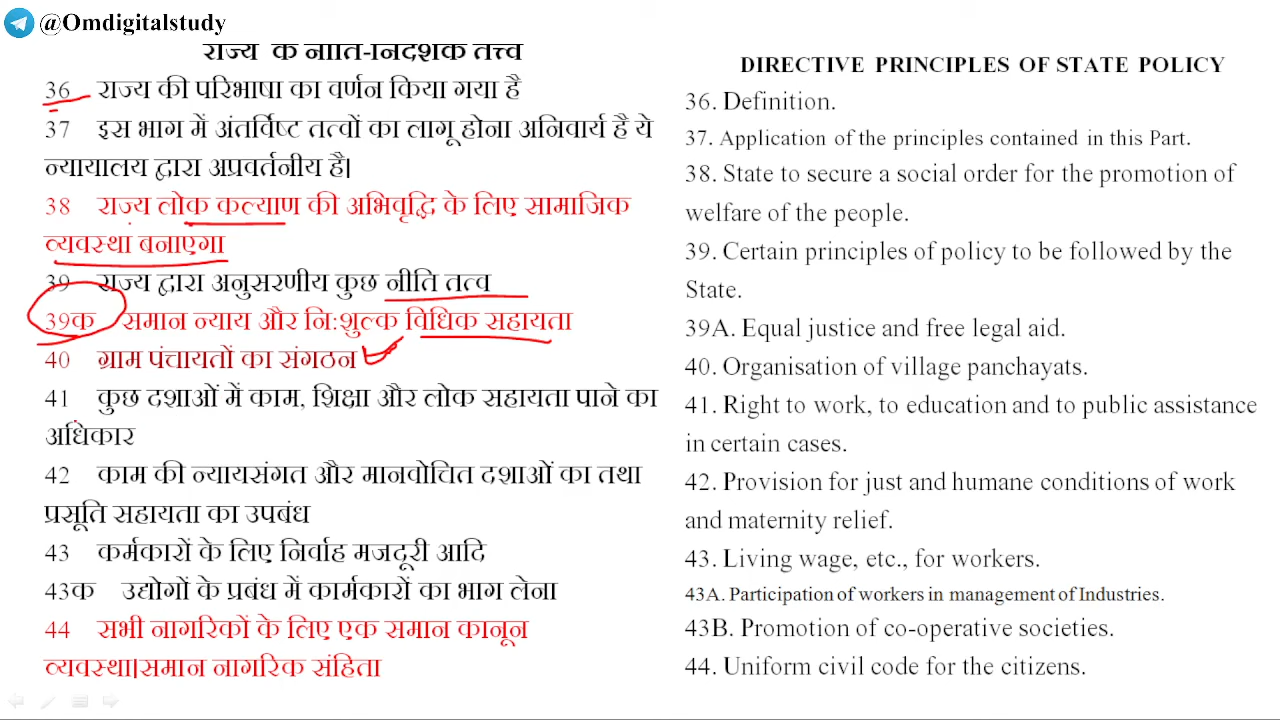 @Omdigitalstudy
राज्य के नीति-निदेशक तत्त्व
36 राज्य की परिभाषा का वर्णन किया गया है
37 इस भाग में अंतर्विष्ट तत्वों का लागू होना अनिवार्य है ये
न्यायालय द्वारा अप्रवर्तनीय है।
38 राज्य लोक कल्याण की अभिवृद्धि के लिए सामाजिक
व्यवस्था बनाएगा
39 राज्य द्वारा अनुसरणीय कुछ नीति तत्व
39क समान न्याय और नि:शुल्क विधिक सहायता
40 ग्राम पंचायतों का संगठन
41 कुछ दशाओं में काम, शिक्षा और लोक सहायता पाने का
अधिकार
42 काम की न्यायसंगत और मानवोचित दशाओं का तथा
प्रसूति सहायता का उपबंध
43 कर्मकारों के लिए निर्वाह मजदूरी आदि
43क उद्योगों के प्रबंध में कार्मकारों का भाग लेना
44 सभी नागरिकों के लिए एक समान कानून
व्यवस्था।समान नागरिक संहिता
DIRECTIVE PRINCIPLES OF STATE POLICY
36. Definition.
37. Application of the principles contained in this Part.
38. State to secure a social order for the promotion of
welfare of the people.
39. Certain principles of policy to be followed by the
State.
39A. Equal justice and free legal aid.
40. Organisation of village panchayats.
41. Right to work, to education and to public assistance
in certain cases.
42. Provision for just and humane conditions of work
and maternity relief.
43. Living wage, etc., for workers.
43A. Participation of workers in management of Industries.
43B. Promotion of co-operative societies.
44. Uniform civil code for the citizens.